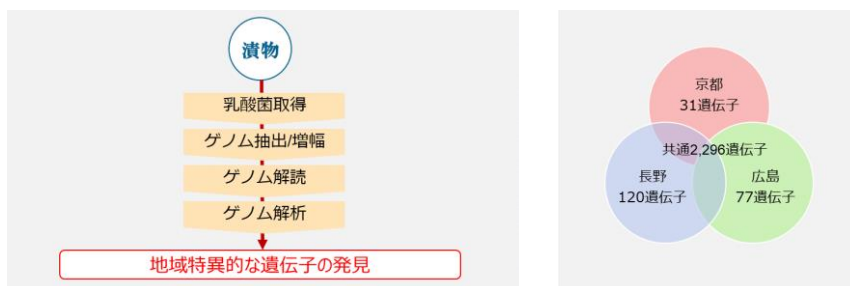 漬物
乳酸菌取得
ゲノム抽出/増幅
ゲノム解読
ゲノム解析
地域特異的な遺伝子の発見
京都
31遺伝子
共通2,296遺伝子
長野
120遺伝子
広島
77遺伝子